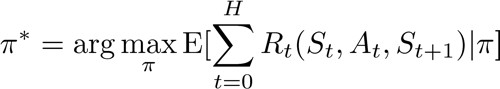 π* = arg max_π E[∑_{t=0}^{H} R_t(S_t, A_t, S_{t+1})|π]